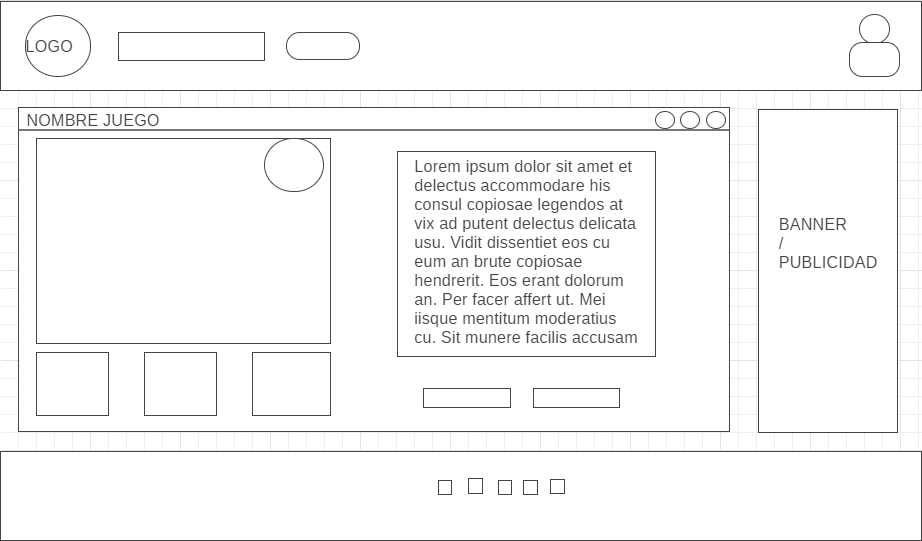 LOGO
NOMBRE JUEGO
Lorem ipsum dolor sit amet et
delectus accommodare his
consul copiosae legendos at
vix ad putent delectus delicata
usu. Vidit dissentiet eos cu
eum an brute copiosae
hendrerit. Eos erant dolorum
an. Per facer affert ut. Mei
iisque mentitum moderatius
cu. Sit munere facilis accusam
BANNER
/
PUBLICIDAD